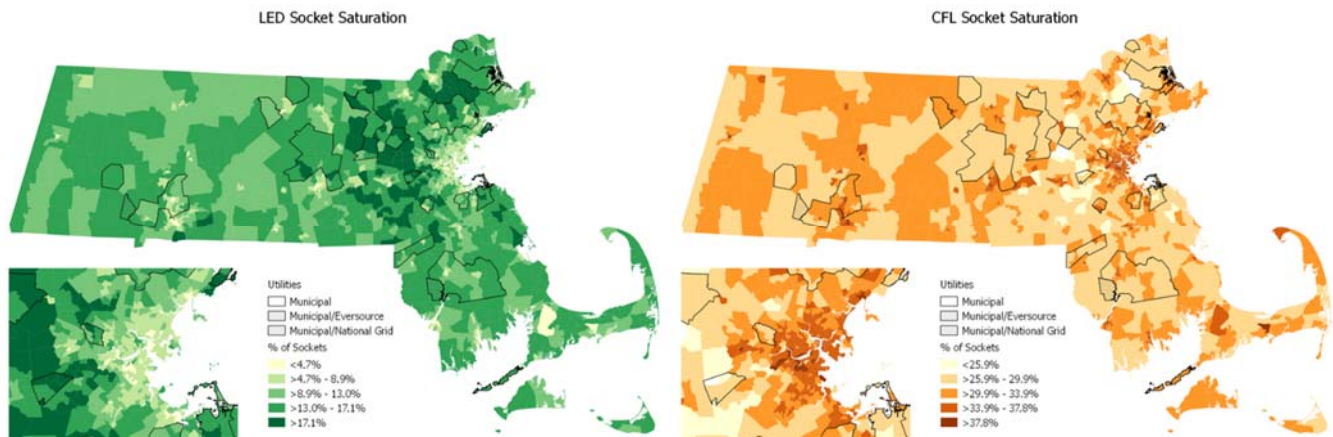 LED Socket Saturation
Utilities
Municipal
Municipal/Eversource
Municipal/National Grid
% of Sockets
<4.7%
>4.7% - 8.9%
>8.9% - 13.0%
>13.0% - 17.1%
>17.1%
CFL Socket Saturation
Utilities
Municipal
Municipal/Eversource
Municipal/National Grid
% of Sockets
<25.9%
>25.9% - 29.9%
>29.9% - 33.9%
>33.9% - 37.8%
>37.8%